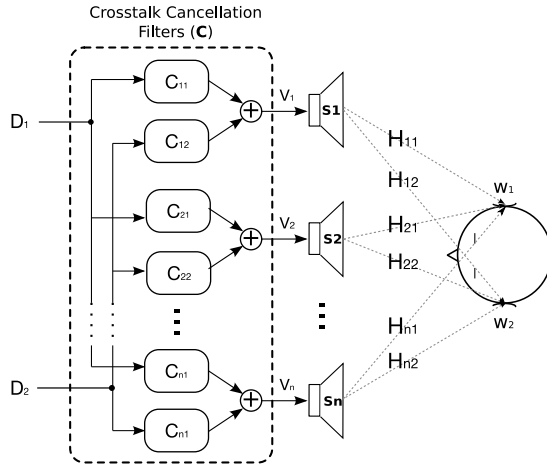 Crosstalk Cancellation
Filters (C)
D₁
C₁₁
C₁₂
+
V₁
S1
H₁₁
H₁₂
w₁
C₂₁
C₂₂
+
V₂
S2
H₂₁
H₂₂
w₂
D₂
Cₙ₁
Cₙ₁
+
Vₙ
Sn
Hₙ₁
Hₙ₂